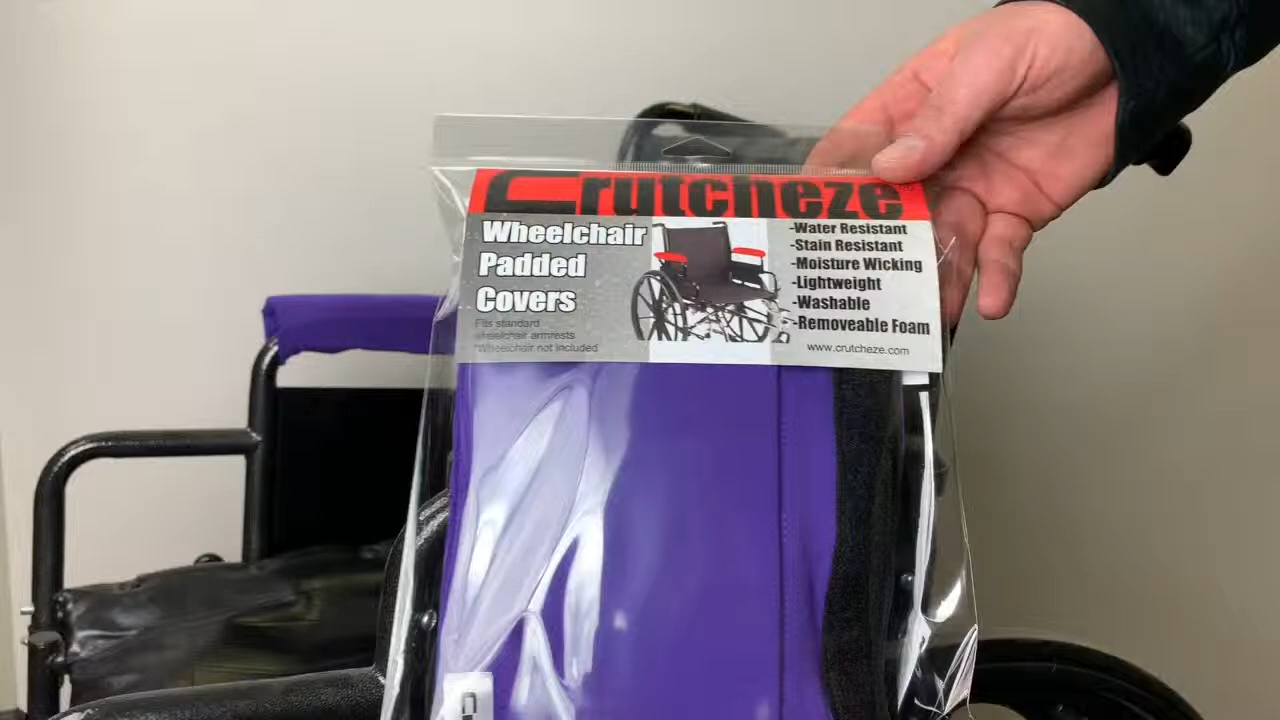 Crutcheze®
Wheelchair
Padded
Covers
Fits standard
wheelchair armrests
*Wheelchair not included
-Water Resistant
-Stain Resistant
-Moisture Wicking
-Lightweight
-Washable
-Removeable Foam
www.crutcheze.com